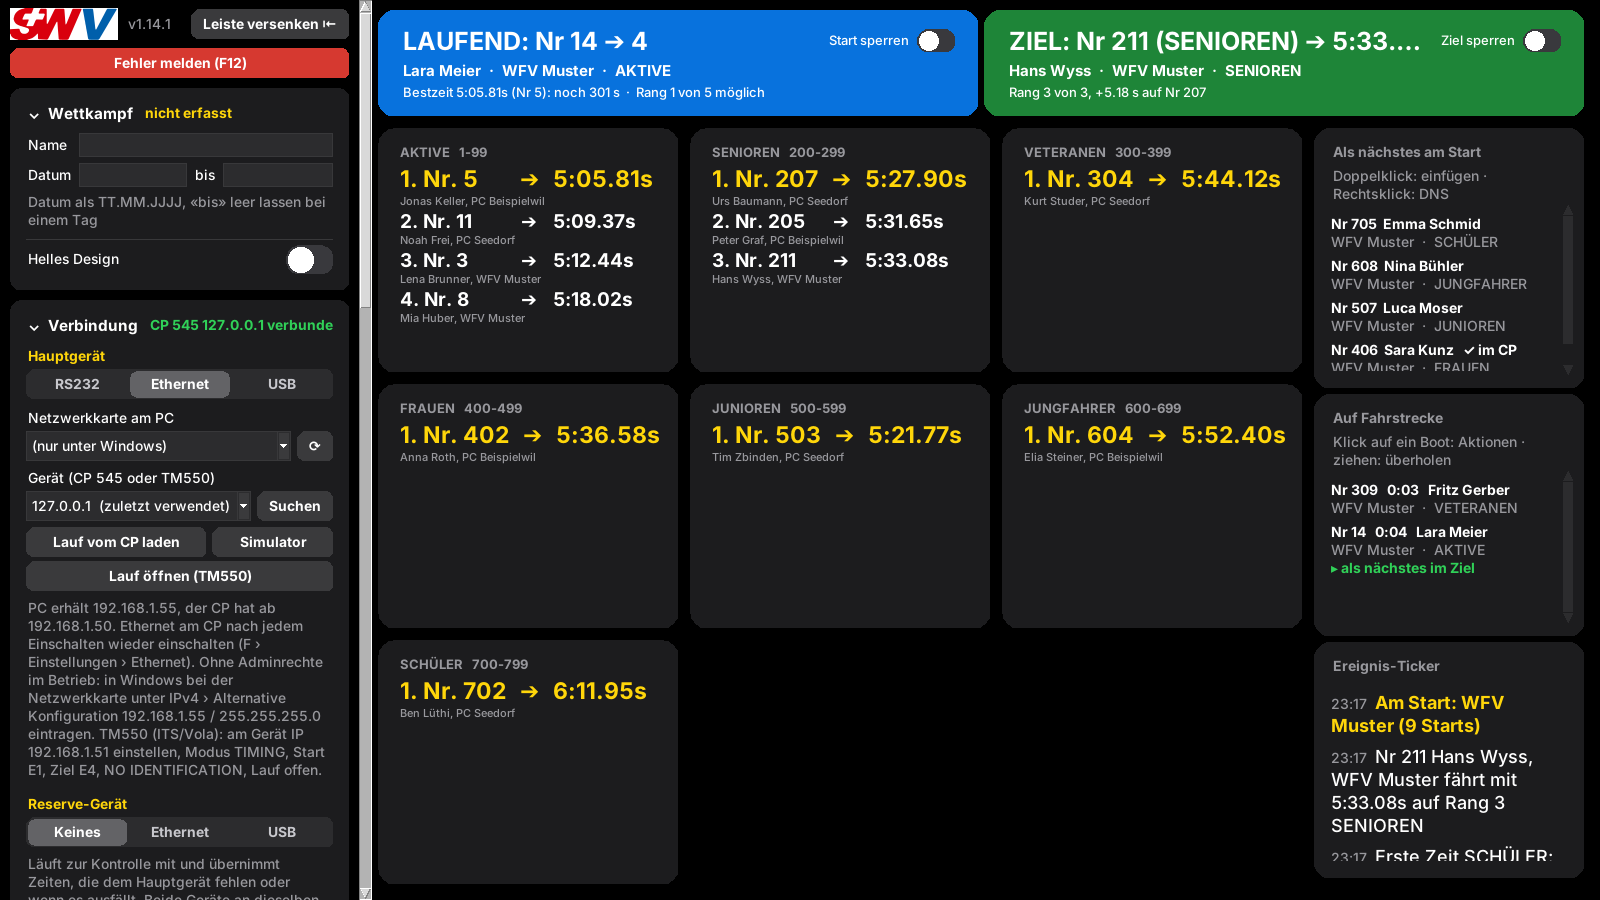 SWV v1.14.1 Leiste versenken ⇤
Fehler melden (F12)
Wettkampf nicht erfasst
Name
Datum bis
Datum als TT.MM.JJJJ, «bis» leer lassen bei
einem Tag
Helles Design
Verbindung CP 545 127.0.0.1 verbunde
Hauptgerät
RS232 Ethernet USB
Netzwerkkarte am PC
(nur unter Windows) ⟳
Gerät (CP 545 oder TM550)
127.0.0.1 (zuletzt verwendet) Suchen
Lauf vom CP laden Simulator
Lauf öffnen (TM550)
PC erhält 192.168.1.55, der CP hat ab
192.168.1.50. Ethernet am CP nach jedem
Einschalten wieder einschalten (F ›
Einstellungen › Ethernet). Ohne Adminrechte
im Betrieb: in Windows bei der
Netzwerkkarte unter IPv4 › Alternative
Konfiguration 192.168.1.55 / 255.255.255.0
eintragen. TM550 (ITS/Vola): am Gerät IP
192.168.1.51 einstellen, Modus TIMING, Start
E1, Ziel E4, NO IDENTIFICATION, Lauf offen.
Reserve-Gerät
Keines Ethernet USB
Läuft zur Kontrolle mit und übernimmt
Zeiten, die dem Hauptgerät fehlen oder
wenn es ausfällt. Beide Geräte an dieselben
LAUFEND: Nr 14 → 4 Start sperren
Lara Meier · WFV Muster · AKTIVE
Bestzeit 5:05.81s (Nr 5): noch 301 s · Rang 1 von 5 möglich
ZIEL: Nr 211 (SENIOREN) → 5:33.... Ziel sperren
Hans Wyss · WFV Muster · SENIOREN
Rang 3 von 3, +5.18 s auf Nr 207
AKTIVE 1-99
1. Nr. 5 → 5:05.81s
Jonas Keller, PC Beispielwil
2. Nr. 11 → 5:09.37s
Noah Frei, PC Seedorf
3. Nr. 3 → 5:12.44s
Lena Brunner, WFV Muster
4. Nr. 8 → 5:18.02s
Mia Huber, WFV Muster
SENIOREN 200-299
1. Nr. 207 → 5:27.90s
Urs Baumann, PC Seedorf
2. Nr. 205 → 5:31.65s
Peter Graf, PC Beispielwil
3. Nr. 211 → 5:33.08s
Hans Wyss, WFV Muster
VETERANEN 300-399
1. Nr. 304 → 5:44.12s
Kurt Studer, PC Seedorf
FRAUEN 400-499
1. Nr. 402 → 5:36.58s
Anna Roth, PC Beispielwil
JUNIOREN 500-599
1. Nr. 503 → 5:21.77s
Tim Zbinden, PC Seedorf
JUNGFAHRER 600-699
1. Nr. 604 → 5:52.40s
Elia Steiner, PC Beispielwil
SCHÜLER 700-799
1. Nr. 702 → 6:11.95s
Ben Lüthi, PC Seedorf
Als nächstes am Start
Doppelklick: einfügen ·
Rechtsklick: DNS
Nr 705 Emma Schmid
WFV Muster · SCHÜLER
Nr 608 Nina Bühler
WFV Muster · JUNGFAHRER
Nr 507 Luca Moser
WFV Muster · JUNIOREN
Nr 406 Sara Kunz ✓ im CP
WFV Muster · FRAUEN
Auf Fahrstrecke
Klick auf ein Boot: Aktionen ·
ziehen: überholen
Nr 309 0:03 Fritz Gerber
WFV Muster · VETERANEN
Nr 14 0:04 Lara Meier
WFV Muster · AKTIVE
▸ als nächstes im Ziel
Ereignis-Ticker
23:17 Am Start: WFV
Muster (9 Starts)
23:17 Nr 211 Hans Wyss,
WFV Muster fährt mit
5:33.08s auf Rang 3
SENIOREN
23:17 Erste Zeit SCHÜLER: